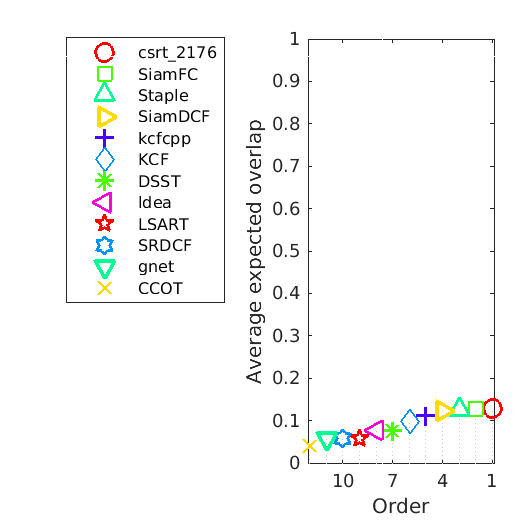 csrt_2176
SiamFC
Staple
SiamDCF
kcfcpp
KCF
DSST
Idea
LSART
SRDCF
gnet
CCOT
Average expected overlap
1
0.9
0.8
0.7
0.6
0.5
0.4
0.3
0.2
0.1
0
10 7 4 1
Order